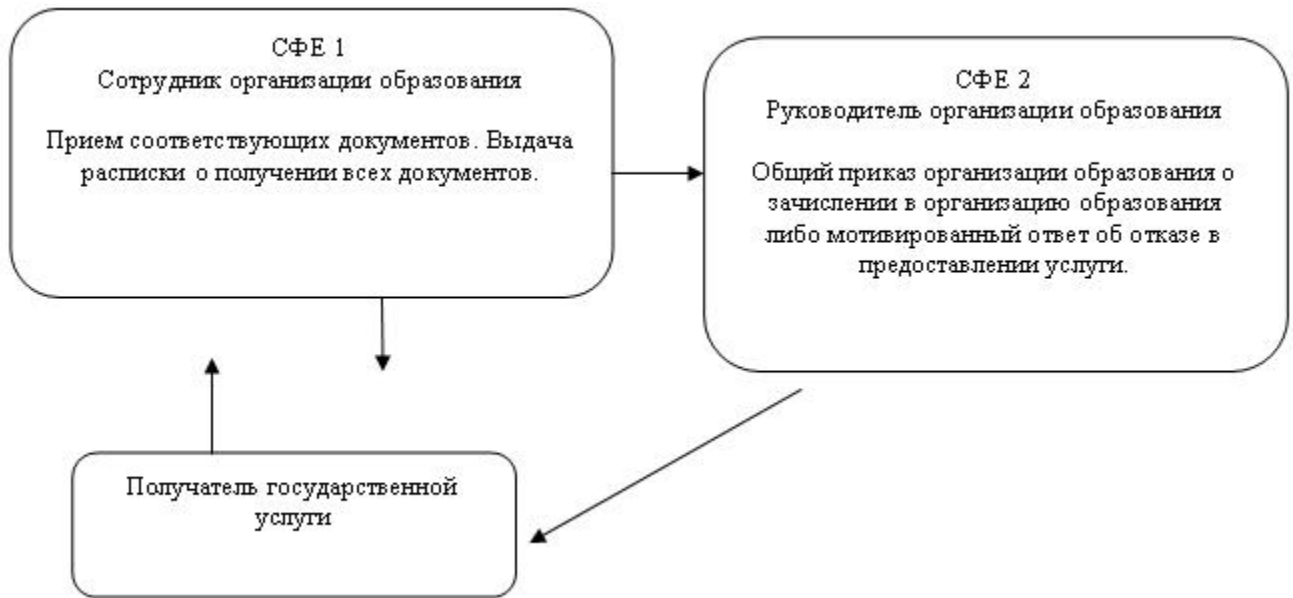 СФЕ 1
Сотрудник организации образования
Прием соответствующих документов. Выдача
расписки о получении всех документов.
СФЕ 2
Руководитель организации образования
Общий приказ организации образования о
зачислении в организацию образования
либо мотивированный ответ об отказе в
предоставлении услуги.
Получатель государственной
услуги